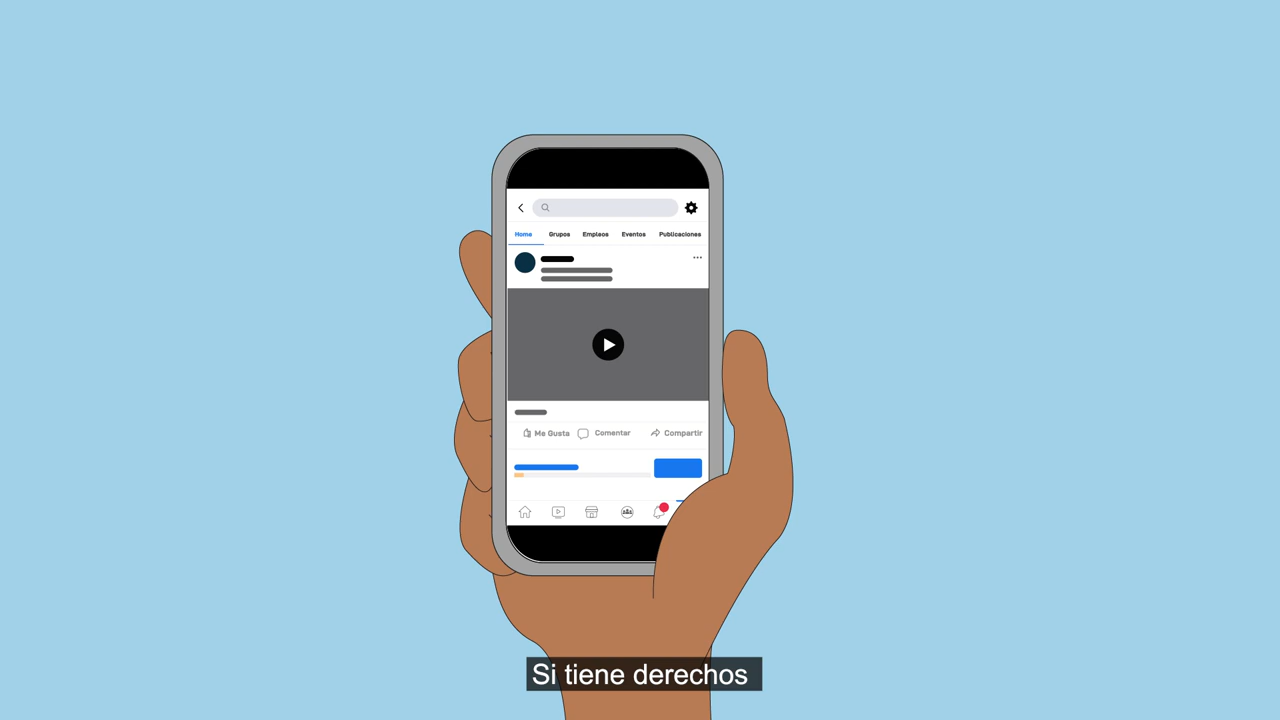 Home Grupos Empleos Eventos Publicaciones
Me Gusta Comentar Compartir
Si tiene derechos